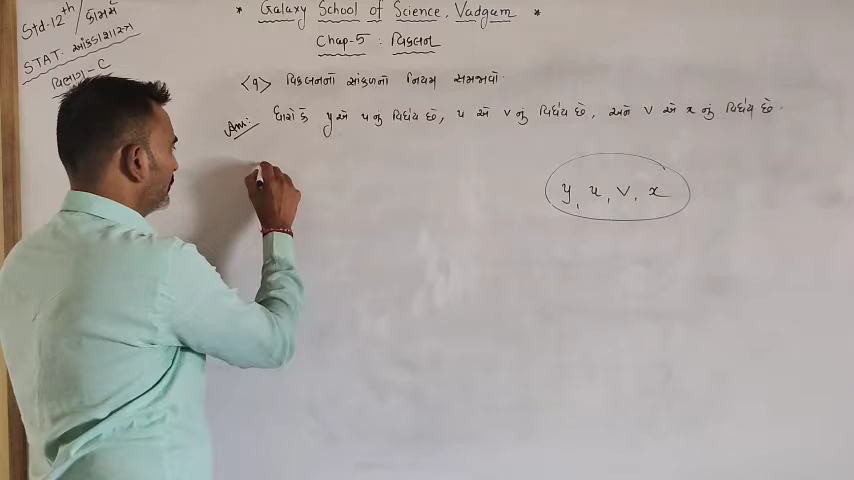 * Galaxy School of Science, Vadgam *
Std-12th / કોમર્સ
STAT: આંકડાશાસ્ત્ર
વિભાગ-C
Chap-5 : વિકલન
<૧> વિકલનનો સાંકળનો નિયમ સમજાવો.
Ans: ધારો કે y એ u નું વિધેય છે, u એ v નું વિધેય છે, અને v એ x નું વિધેય છે.
y, u, v, x